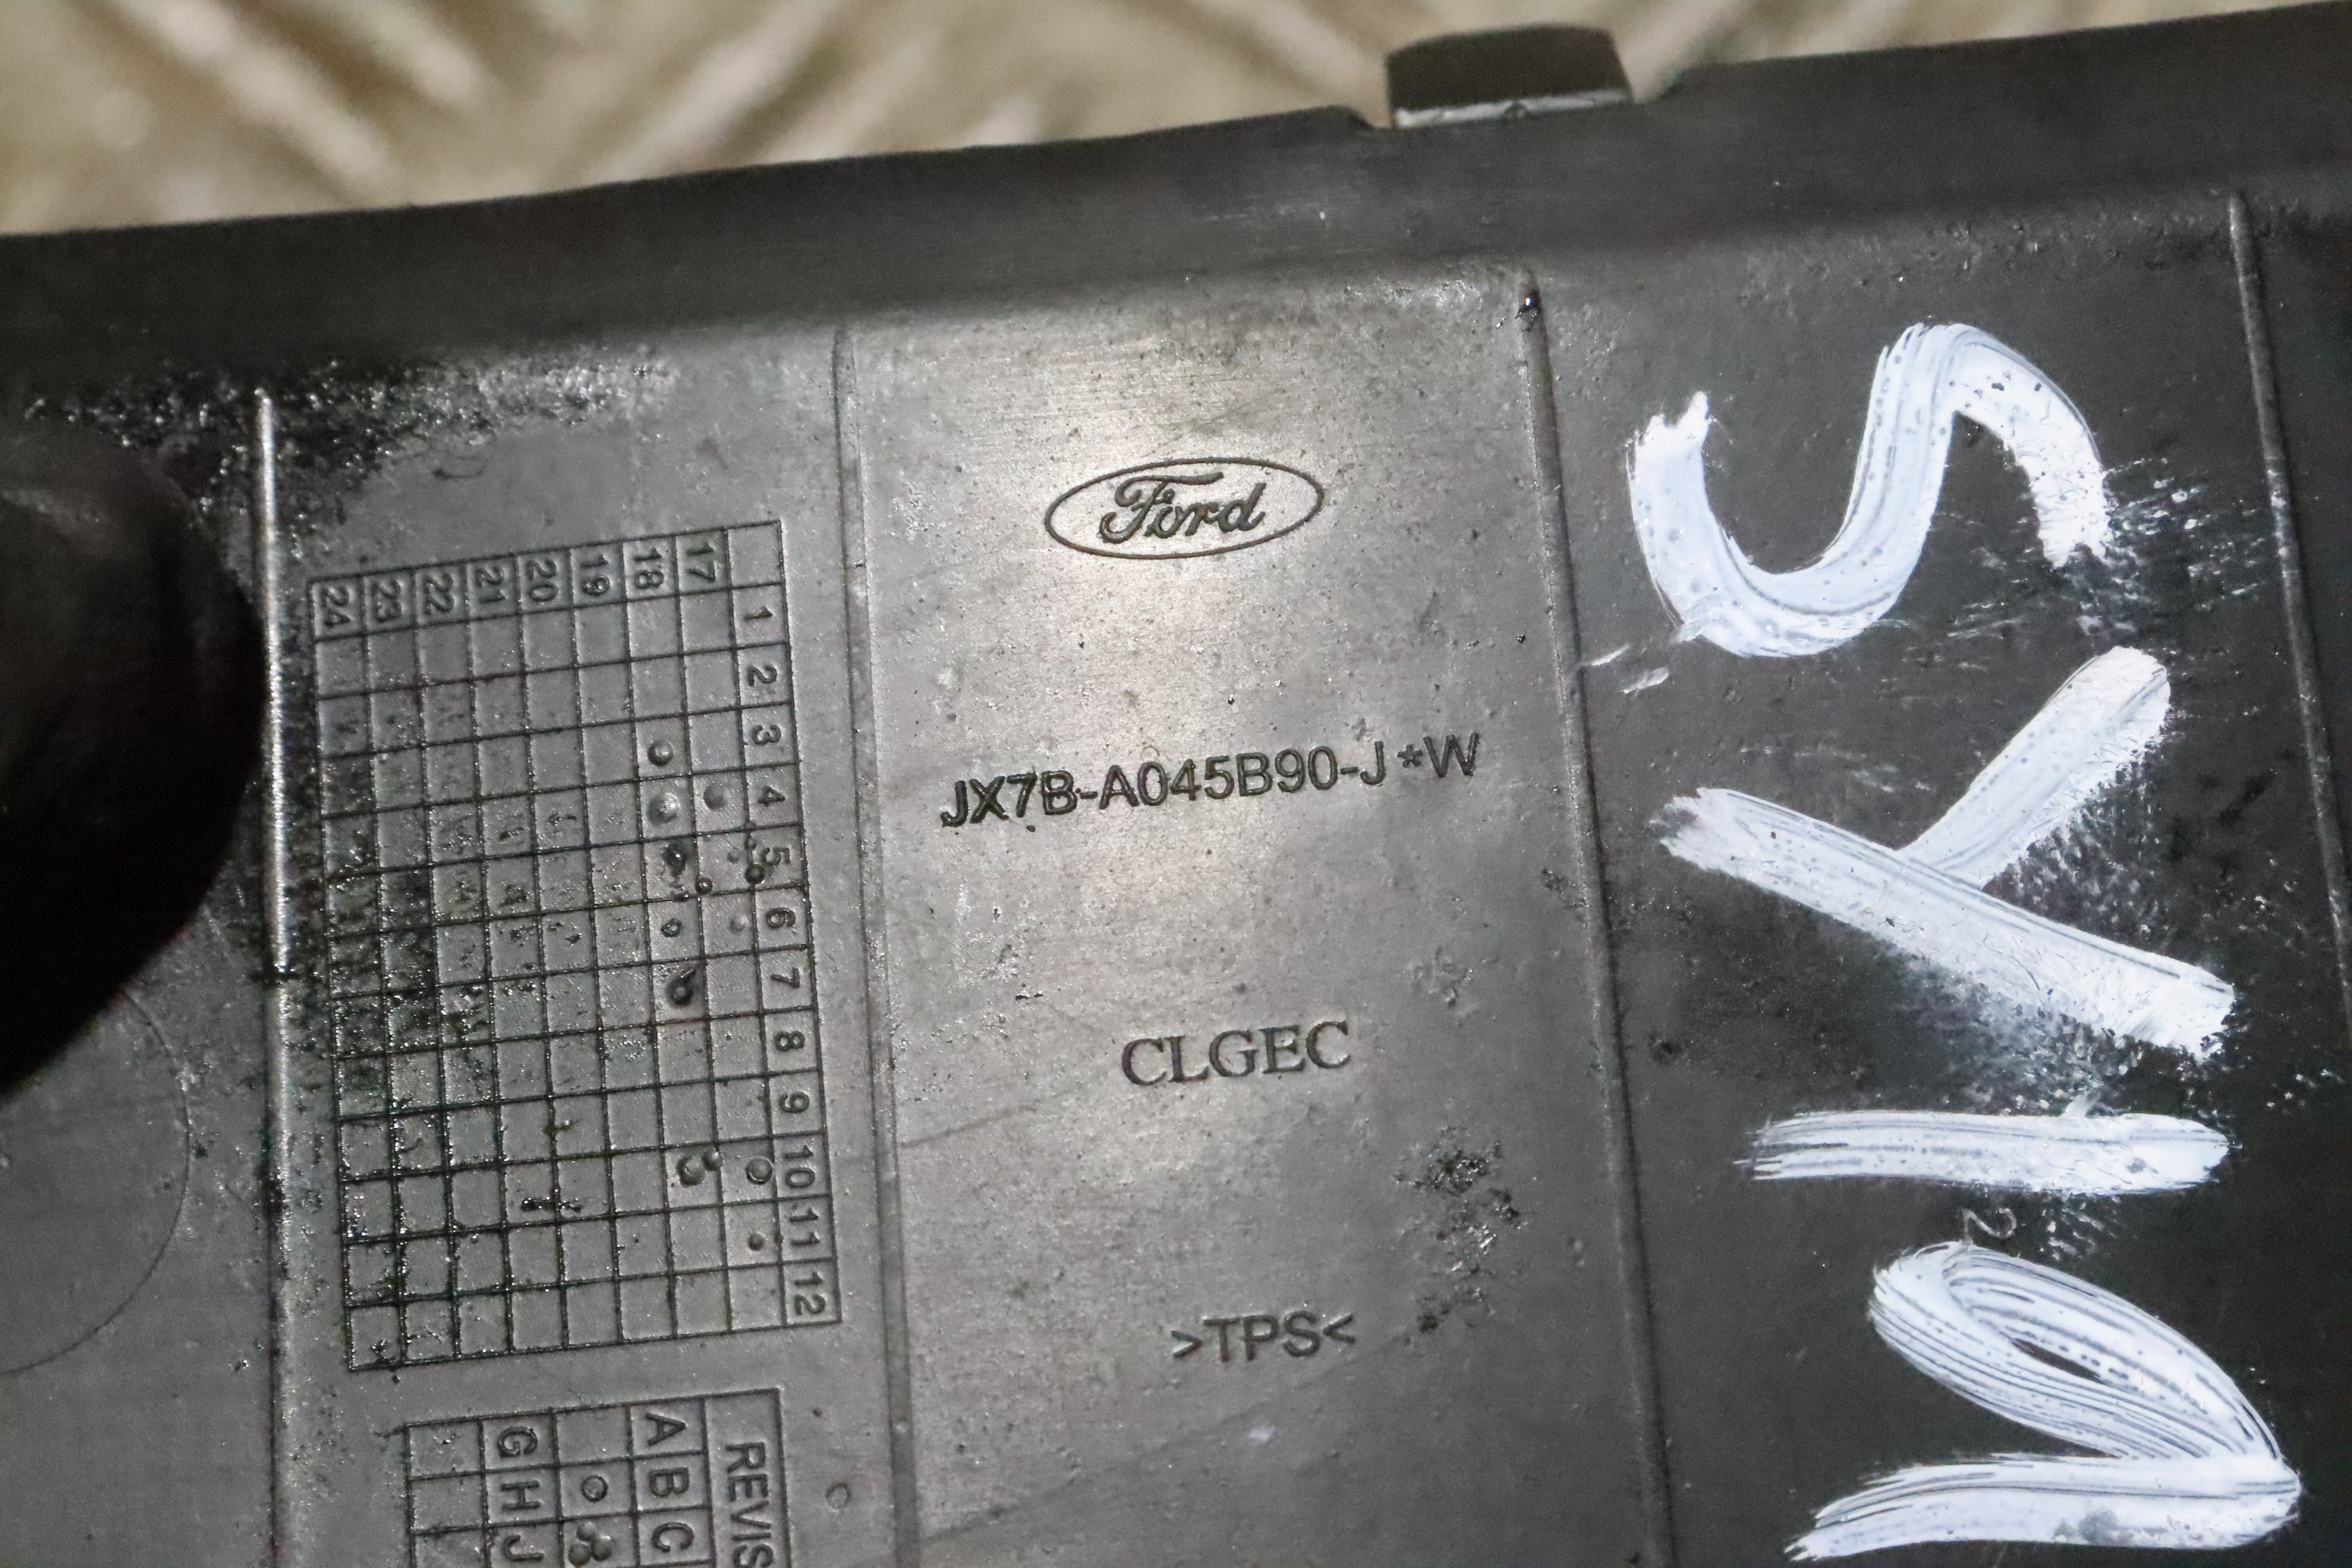 Ford
JX7B-A045B90-J*W
CLGEC
>TPS<
1 2 3 4 5 6 7 8 9 10 11 12
17
18
19
20
21
22
23
24
REVIS
A B C
G H J
2